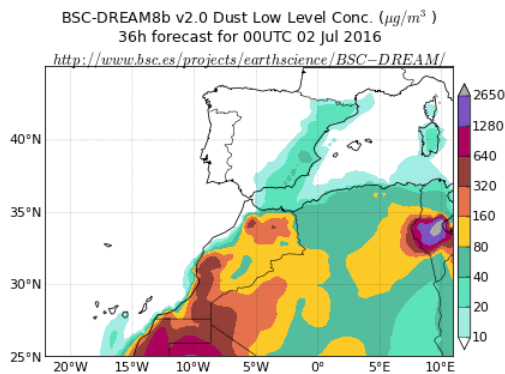 BSC-DREAM8b v2.0 Dust Low Level Conc. (μg/m³ )
36h forecast for 00UTC 02 Jul 2016
http://www.bsc.es/projects/earthscience/BSC−DREAM/
2650
1280
640
320
160
80
40
20
10
40°N
35°N
30°N
25°N
20°W
15°W
10°W
5°W
0°
5°E
10°E